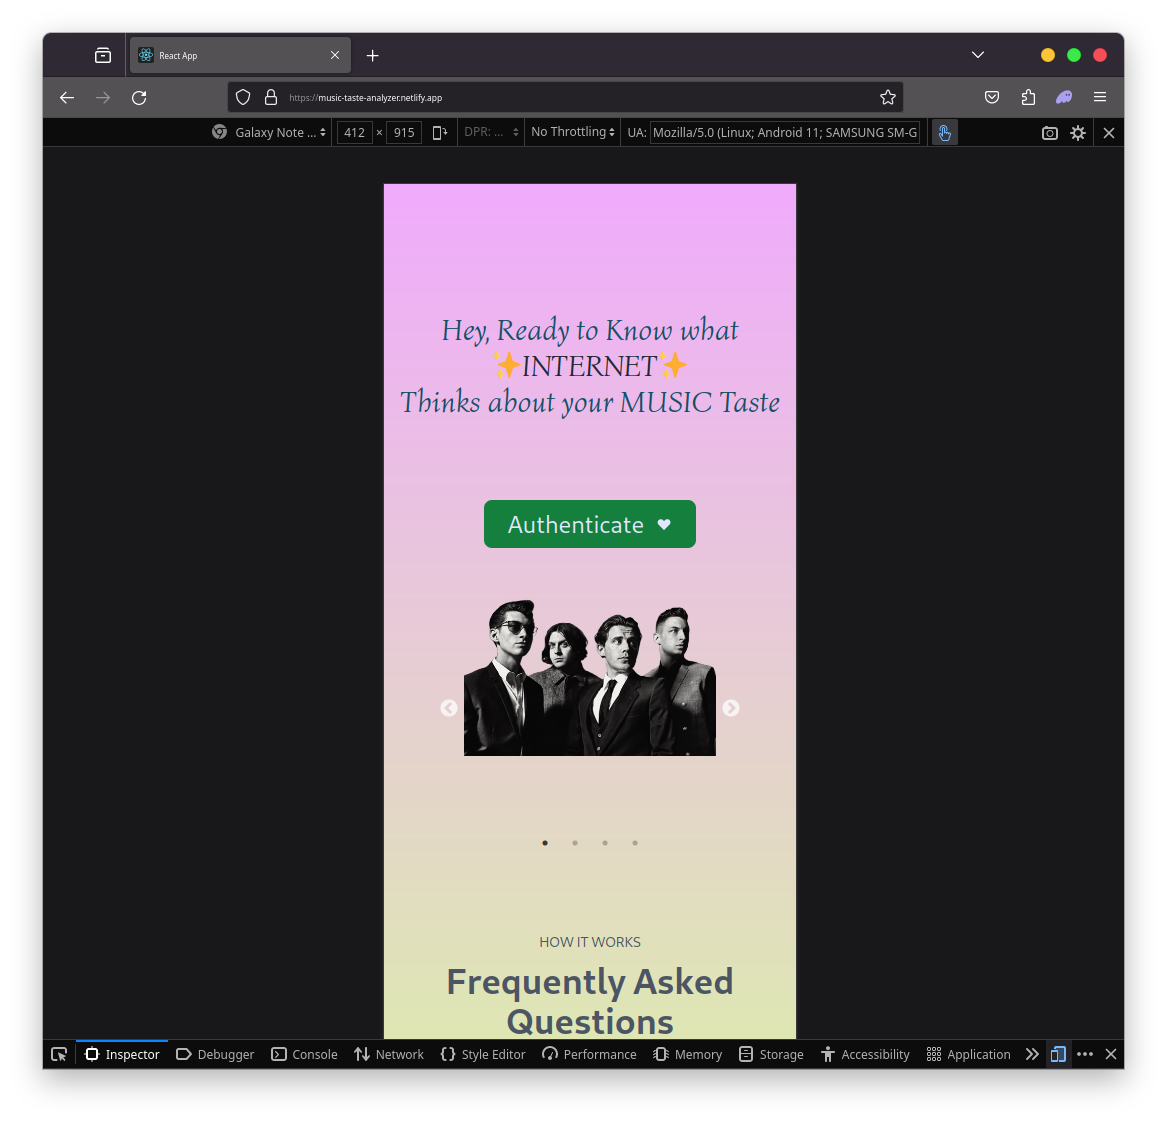 React App
https://music-taste-analyzer.netlify.app
Galaxy Note ... 412 × 915 DPR: ... No Throttling UA: Mozilla/5.0 (Linux; Android 11; SAMSUNG SM-G
Hey, Ready to Know what
✨INTERNET✨
Thinks about your MUSIC Taste
Authenticate
HOW IT WORKS
Frequently Asked
Questions
Inspector Debugger Console Network Style Editor Performance Memory Storage Accessibility Application